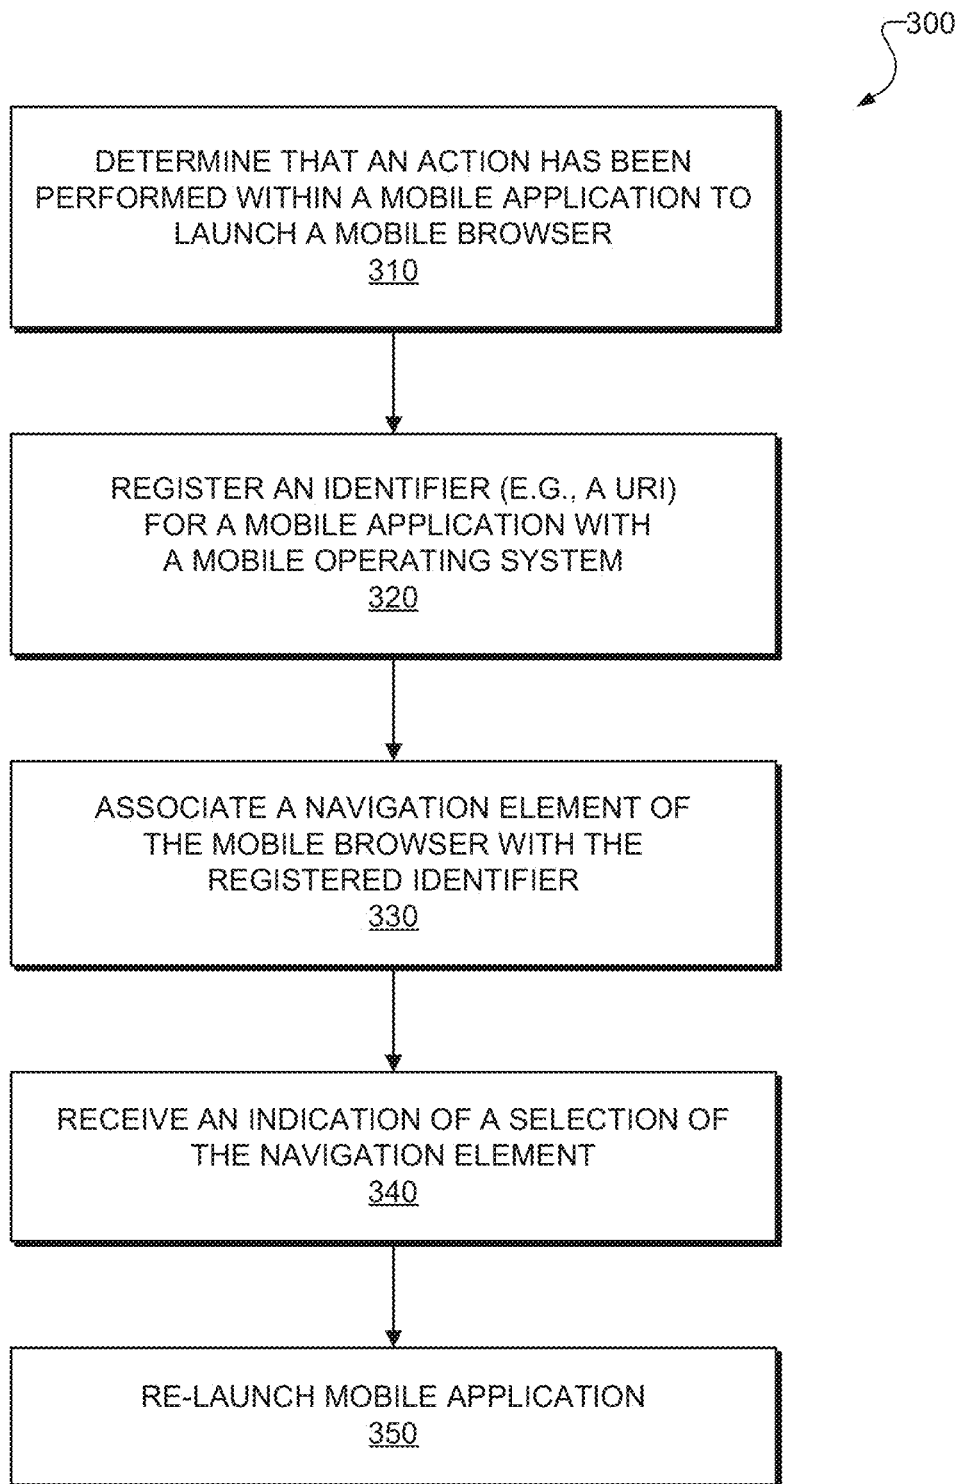 300
DETERMINE THAT AN ACTION HAS BEEN
PERFORMED WITHIN A MOBILE APPLICATION TO
LAUNCH A MOBILE BROWSER
310
REGISTER AN IDENTIFIER (E.G., A URI)
FOR A MOBILE APPLICATION WITH
A MOBILE OPERATING SYSTEM
320
ASSOCIATE A NAVIGATION ELEMENT OF
THE MOBILE BROWSER WITH THE
REGISTERED IDENTIFIER
330
RECEIVE AN INDICATION OF A SELECTION OF
THE NAVIGATION ELEMENT
340
RE-LAUNCH MOBILE APPLICATION
350